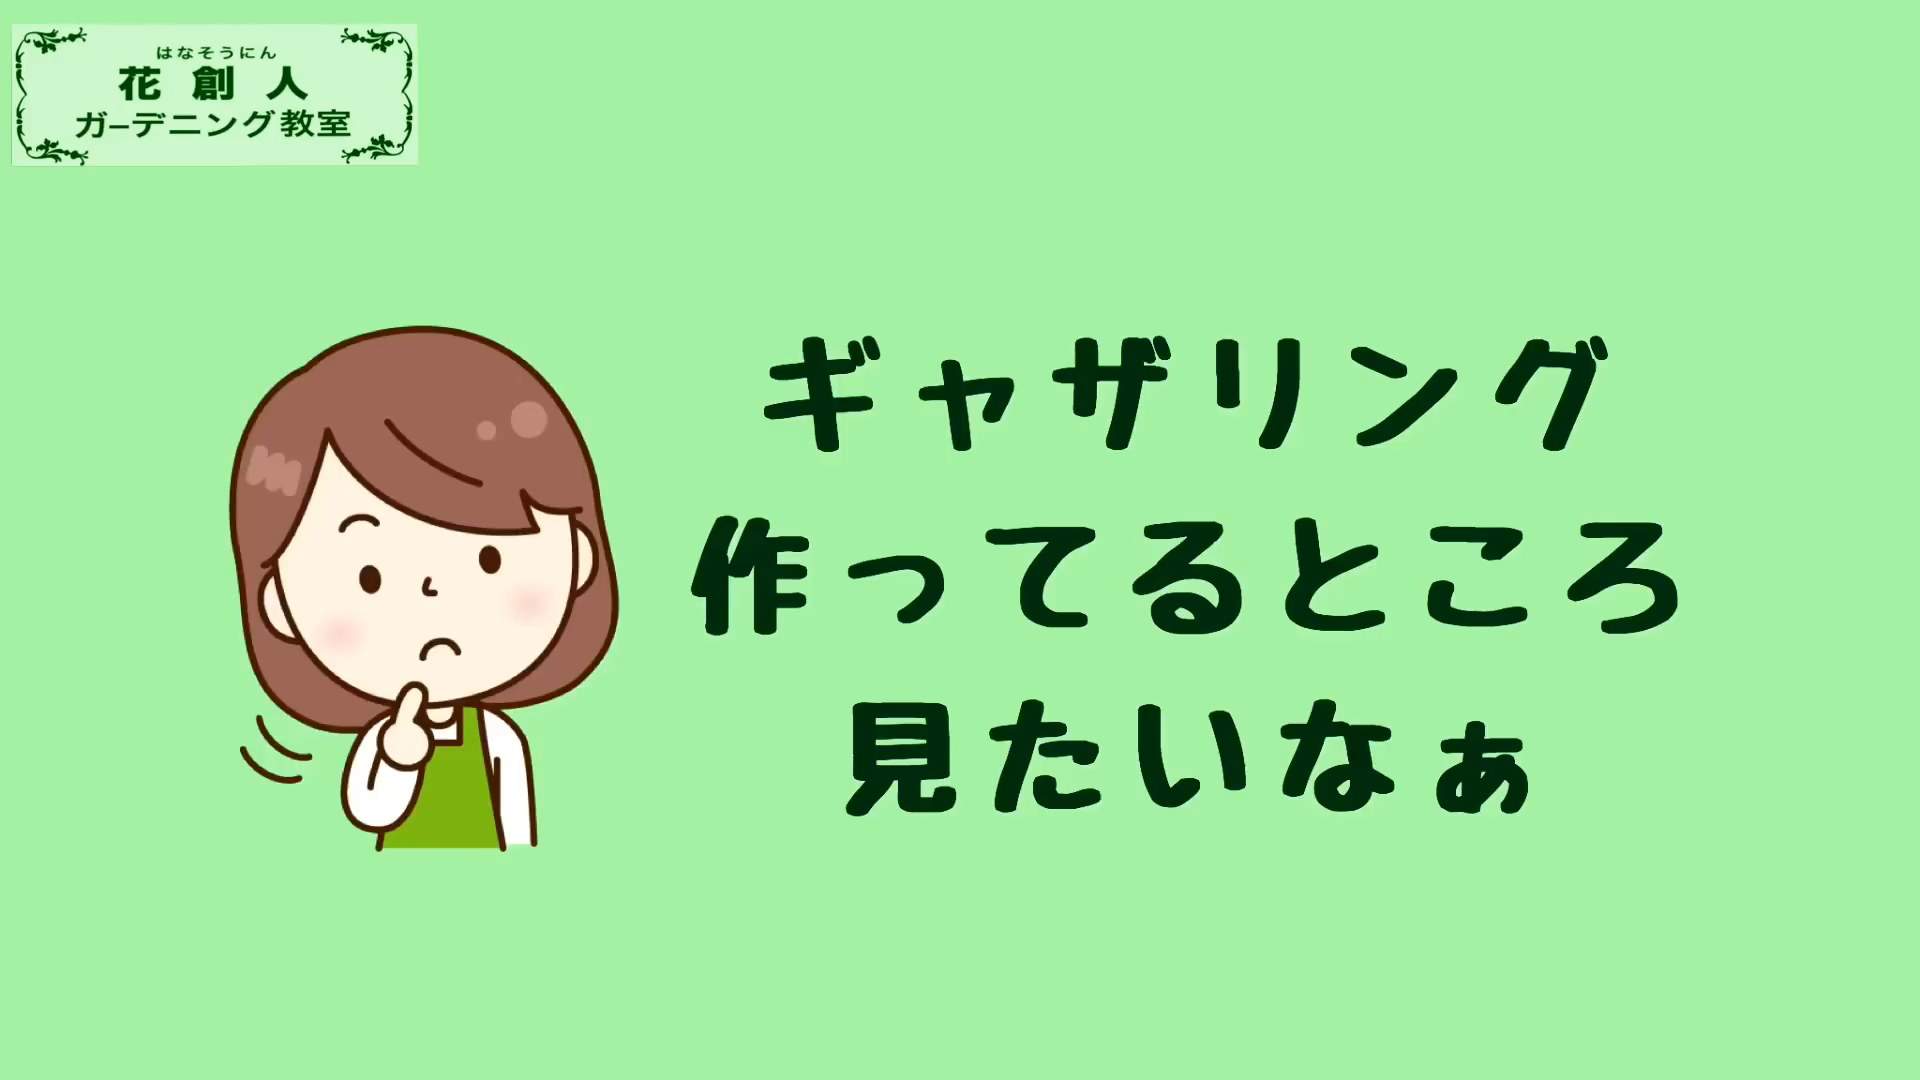 はなそうにん
花創人
ガーデニング教室
ギャザリング
作ってるところ
見たいなぁ